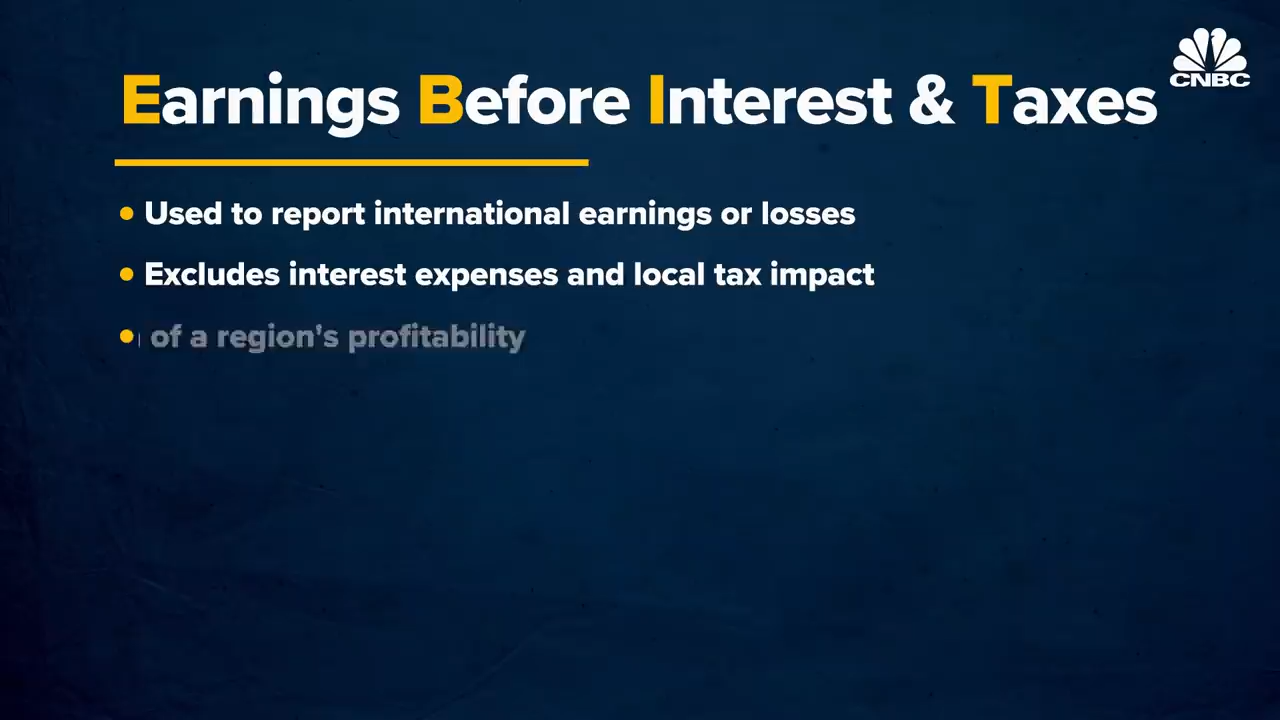 CNBC
Earnings Before Interest & Taxes
• Used to report international earnings or losses
• Excludes interest expenses and local tax impact
• of a region's profitability